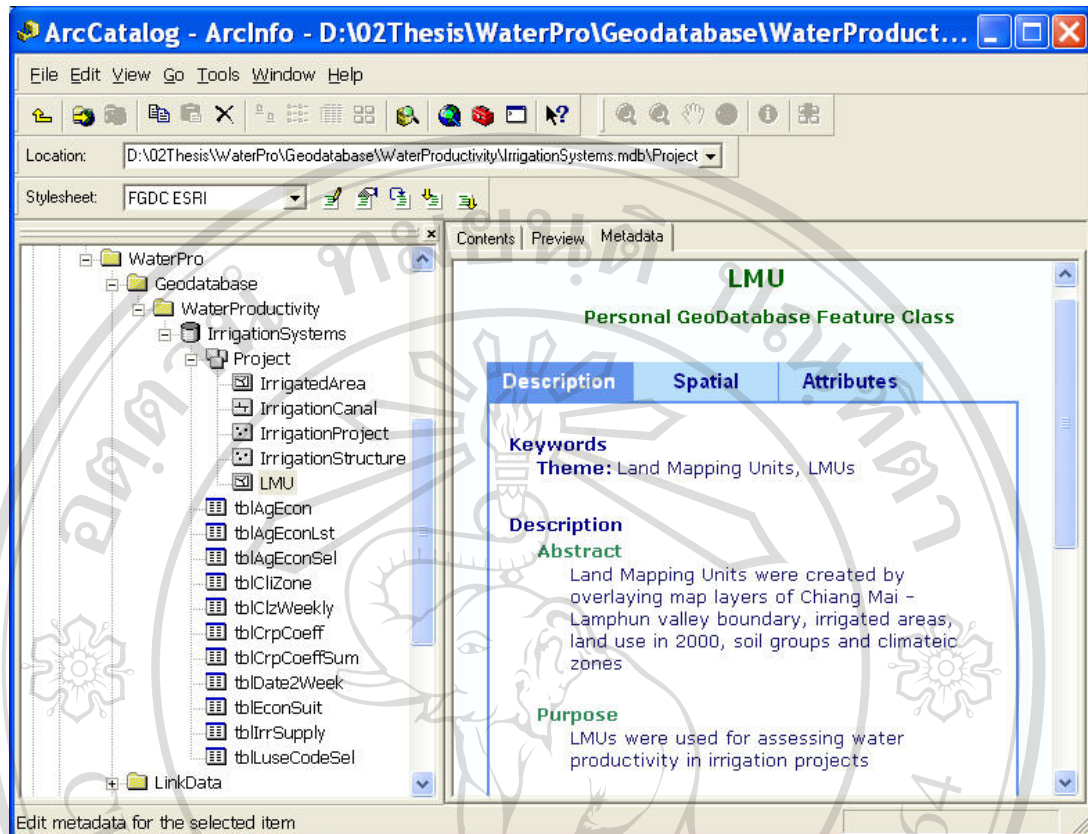 ArcCatalog - ArcInfo - D:\02Thesis\WaterPro\Geodatabase\WaterProduct...
File Edit View Go Tools Window Help
Location: D:\02Thesis\WaterPro\Geodatabase\WaterProductivity\IrrigationSystems.mdb\Project
Stylesheet: FGDC ESRI
WaterPro
Geodatabase
WaterProductivity
IrrigationSystems
Project
IrrigatedArea
IrrigationCanal
IrrigationProject
IrrigationStructure
LMU
tblAgEcon
tblAgEconLst
tblAgEconSel
tblCliZone
tblClzWeekly
tblCrpCoeff
tblCrpCoeffSum
tblDate2Week
tblEconSuit
tblIrrSupply
tblLuseCodeSel
LinkData
Contents Preview Metadata
LMU
Personal GeoDatabase Feature Class
Description Spatial Attributes
Keywords
Theme: Land Mapping Units, LMUs
Description
Abstract
Land Mapping Units were created by
overlaying map layers of Chiang Mai –
Lamphun valley boundary, irrigated areas,
land use in 2000, soil groups and climateic
zones
Purpose
LMUs were used for assessing water
productivity in irrigation projects
Edit metadata for the selected item